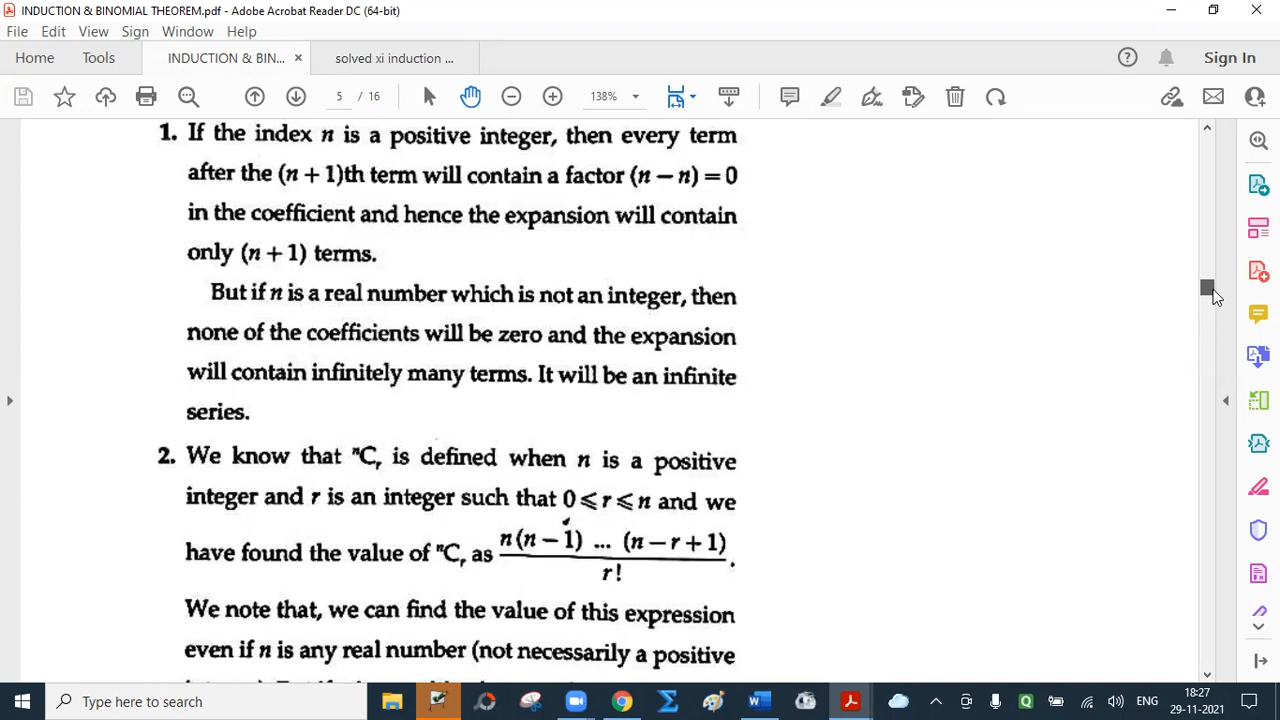 INDUCTION & BINOMIAL THEOREM.pdf - Adobe Acrobat Reader DC (64-bit)
File Edit View Sign Window Help
Home Tools INDUCTION & BIN... × solved xi induction ...
Sign In
5 / 16 138%
1. If the index n is a positive integer, then every term
after the (n + 1)th term will contain a factor (n − n) = 0
in the coefficient and hence the expansion will contain
only (n + 1) terms.
But if n is a real number which is not an integer, then
none of the coefficients will be zero and the expansion
will contain infinitely many terms. It will be an infinite
series.
2. We know that ⁿCᵣ is defined when n is a positive
integer and r is an integer such that 0 ⩽ r ⩽ n and we
have found the value of ⁿCᵣ as n(n − 1) ... (n − r + 1)
r! .
We note that, we can find the value of this expression
even if n is any real number (not necessarily a positive
Type here to search
ENG
18:27
29-11-2021